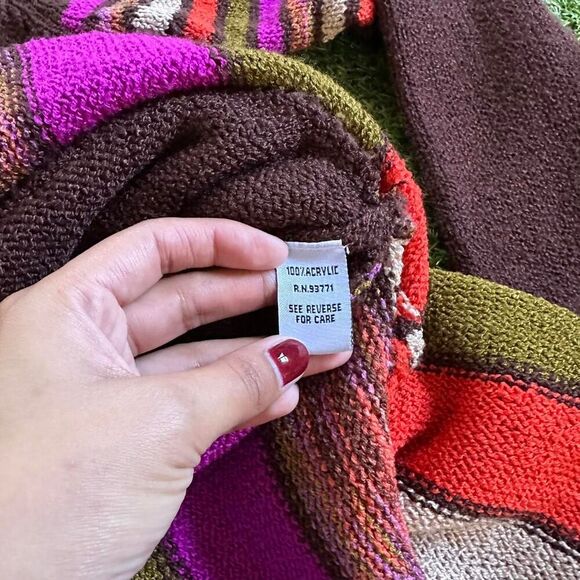 100% ACRYLIC
R.N. 93771
SEE REVERSE
FOR CARE